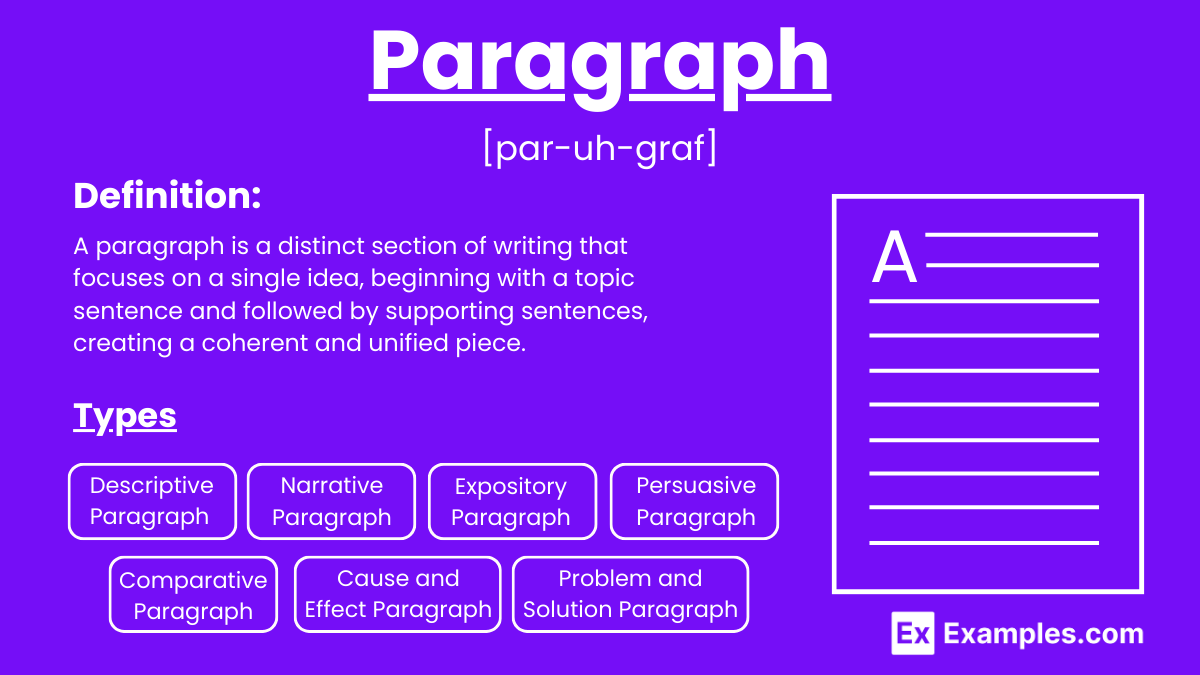 Paragraph
[par-uh-graf]
Definition:
A paragraph is a distinct section of writing that
focuses on a single idea, beginning with a topic
sentence and followed by supporting sentences,
creating a coherent and unified piece.
Types
Descriptive
Paragraph
Narrative
Paragraph
Expository
Paragraph
Persuasive
Paragraph
Comparative
Paragraph
Cause and
Effect Paragraph
Problem and
Solution Paragraph
A
Ex Examples.com